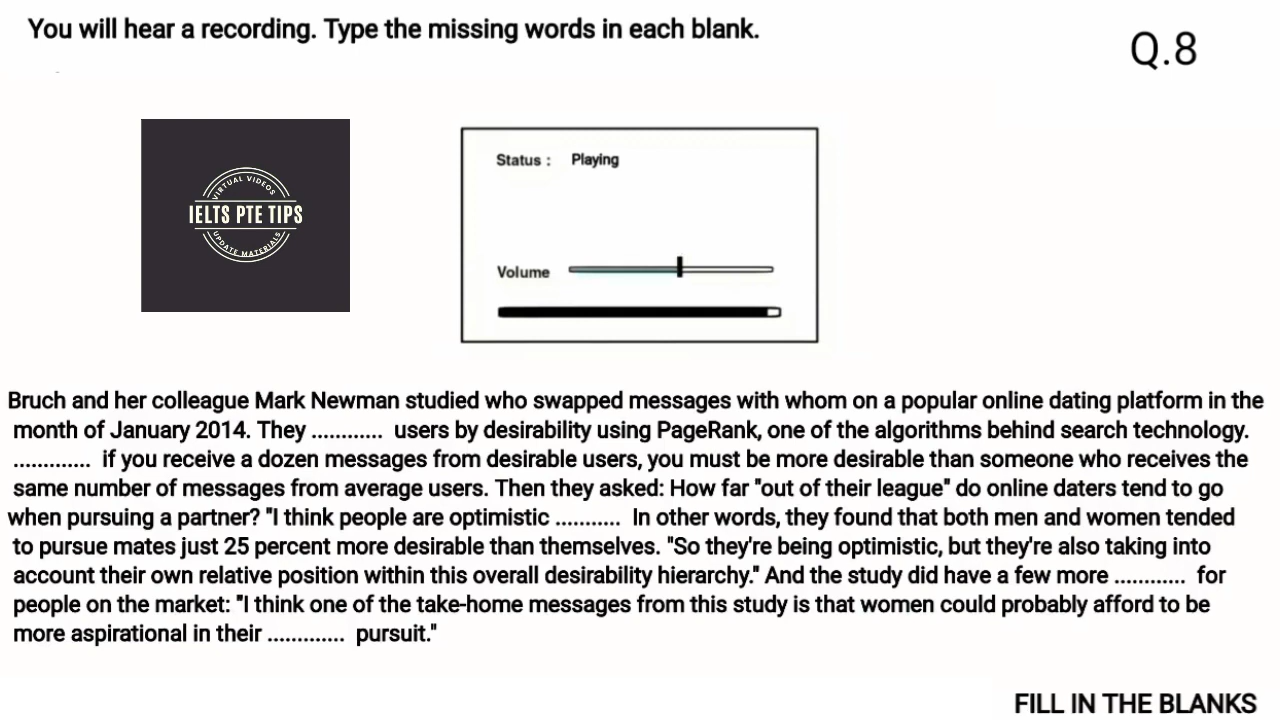 You will hear a recording. Type the missing words in each blank.
Q.8
VIRTUAL VIDEOS
IELTS PTE TIPS
UPDATE MATERIALS
Status : Playing
Volume
Bruch and her colleague Mark Newman studied who swapped messages with whom on a popular online dating platform in the
month of January 2014. They ............ users by desirability using PageRank, one of the algorithms behind search technology.
............. if you receive a dozen messages from desirable users, you must be more desirable than someone who receives the
same number of messages from average users. Then they asked: How far "out of their league" do online daters tend to go
when pursuing a partner? "I think people are optimistic ........... In other words, they found that both men and women tended
to pursue mates just 25 percent more desirable than themselves. "So they're being optimistic, but they're also taking into
account their own relative position within this overall desirability hierarchy." And the study did have a few more ............ for
people on the market: "I think one of the take-home messages from this study is that women could probably afford to be
more aspirational in their ............. pursuit."
FILL IN THE BLANKS